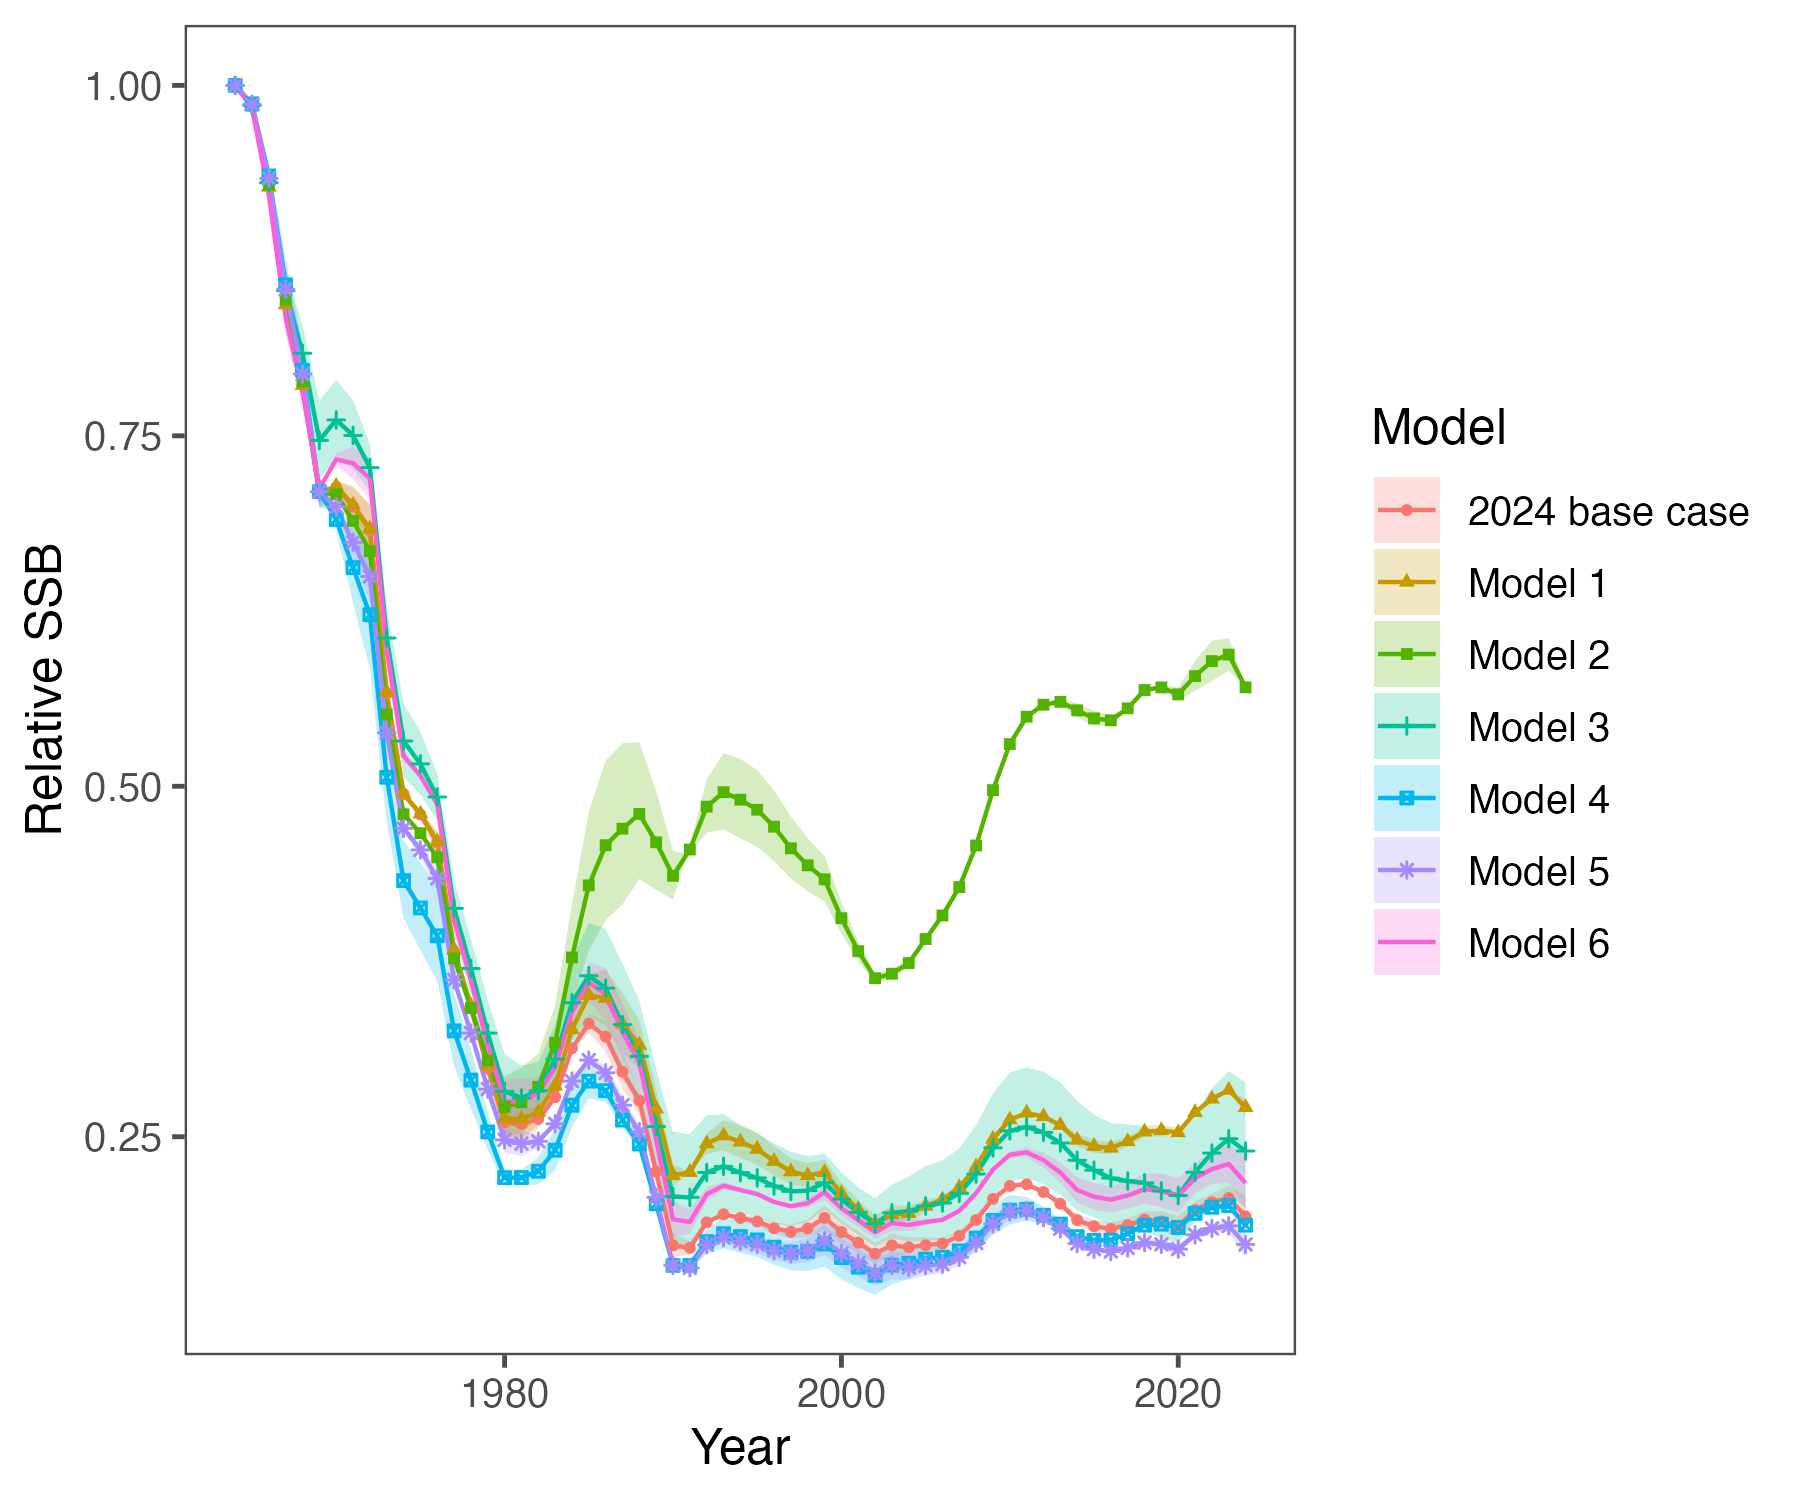 1.00
0.75
0.50
0.25
Relative SSB
1980
2000
2020
Year
Model
2024 base case
Model 1
Model 2
Model 3
Model 4
Model 5
Model 6